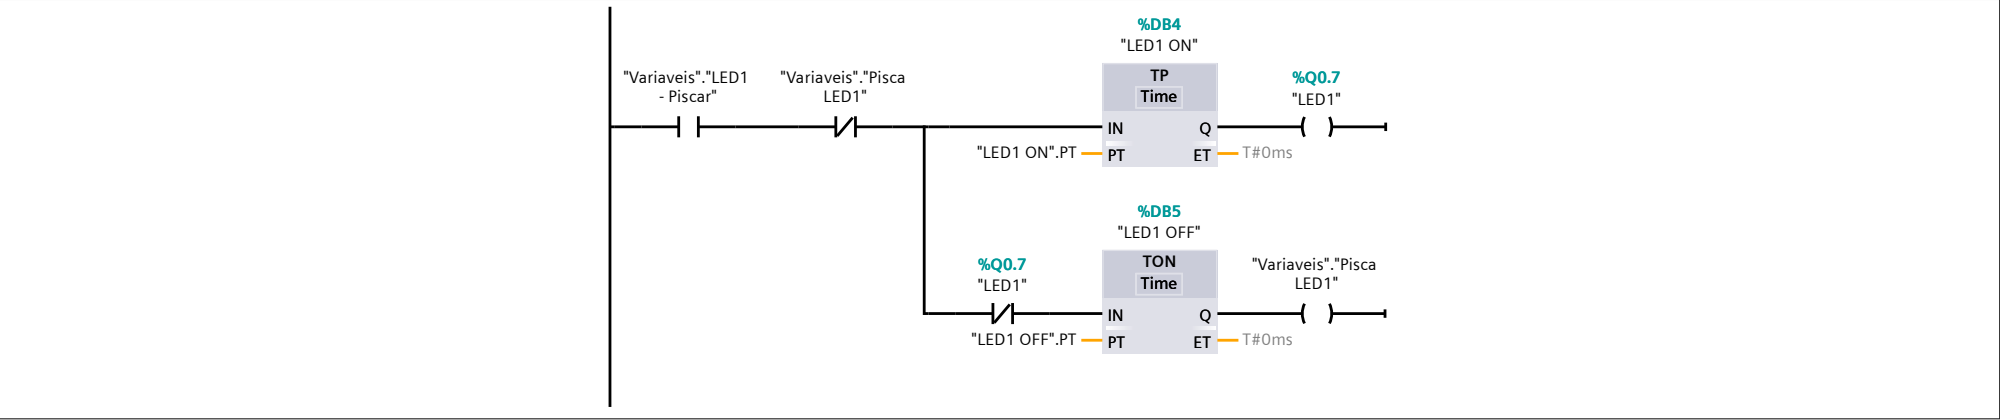 %DB4
"LED1 ON"
"Variaveis"."LED1
- Piscar"
"Variaveis"."Pisca
LED1"
TP
Time
%Q0.7
"LED1"
IN
Q
"LED1 ON".PT
PT
ET
T#0ms
%DB5
"LED1 OFF"
%Q0.7
"LED1"
TON
Time
"Variaveis"."Pisca
LED1"
IN
Q
"LED1 OFF".PT
PT
ET
T#0ms